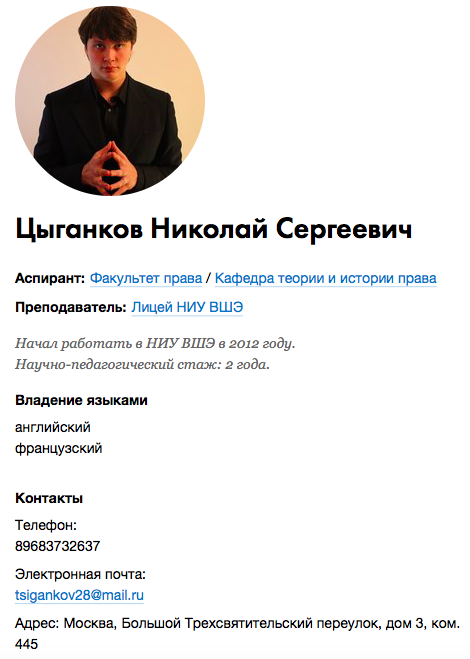 Цыганков Николай Сергеевич
Аспирант: Факультет права / Кафедра теории и истории права
Преподаватель: Лицей НИУ ВШЭ
Начал работать в НИУ ВШЭ в 2012 году.
Научно-педагогический стаж: 2 года.
Владение языками
английский
французский
Контакты
Телефон:
89683732637
Электронная почта:
tsigankov28@mail.ru
Адрес: Москва, Большой Трехсвятительский переулок, дом 3, ком.
445